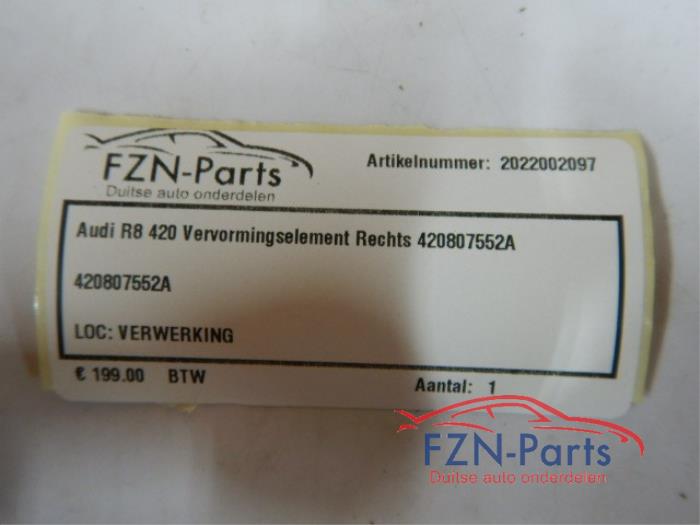 FZN-Parts
Duitse auto onderdelen
Artikelnummer: 2022002097
Audi R8 420 Vervormingselement Rechts 420807552A
420807552A
LOC: VERWERKING
€ 199.00 BTW
Aantal: 1
FZN-Parts
Duitse auto onderdelen